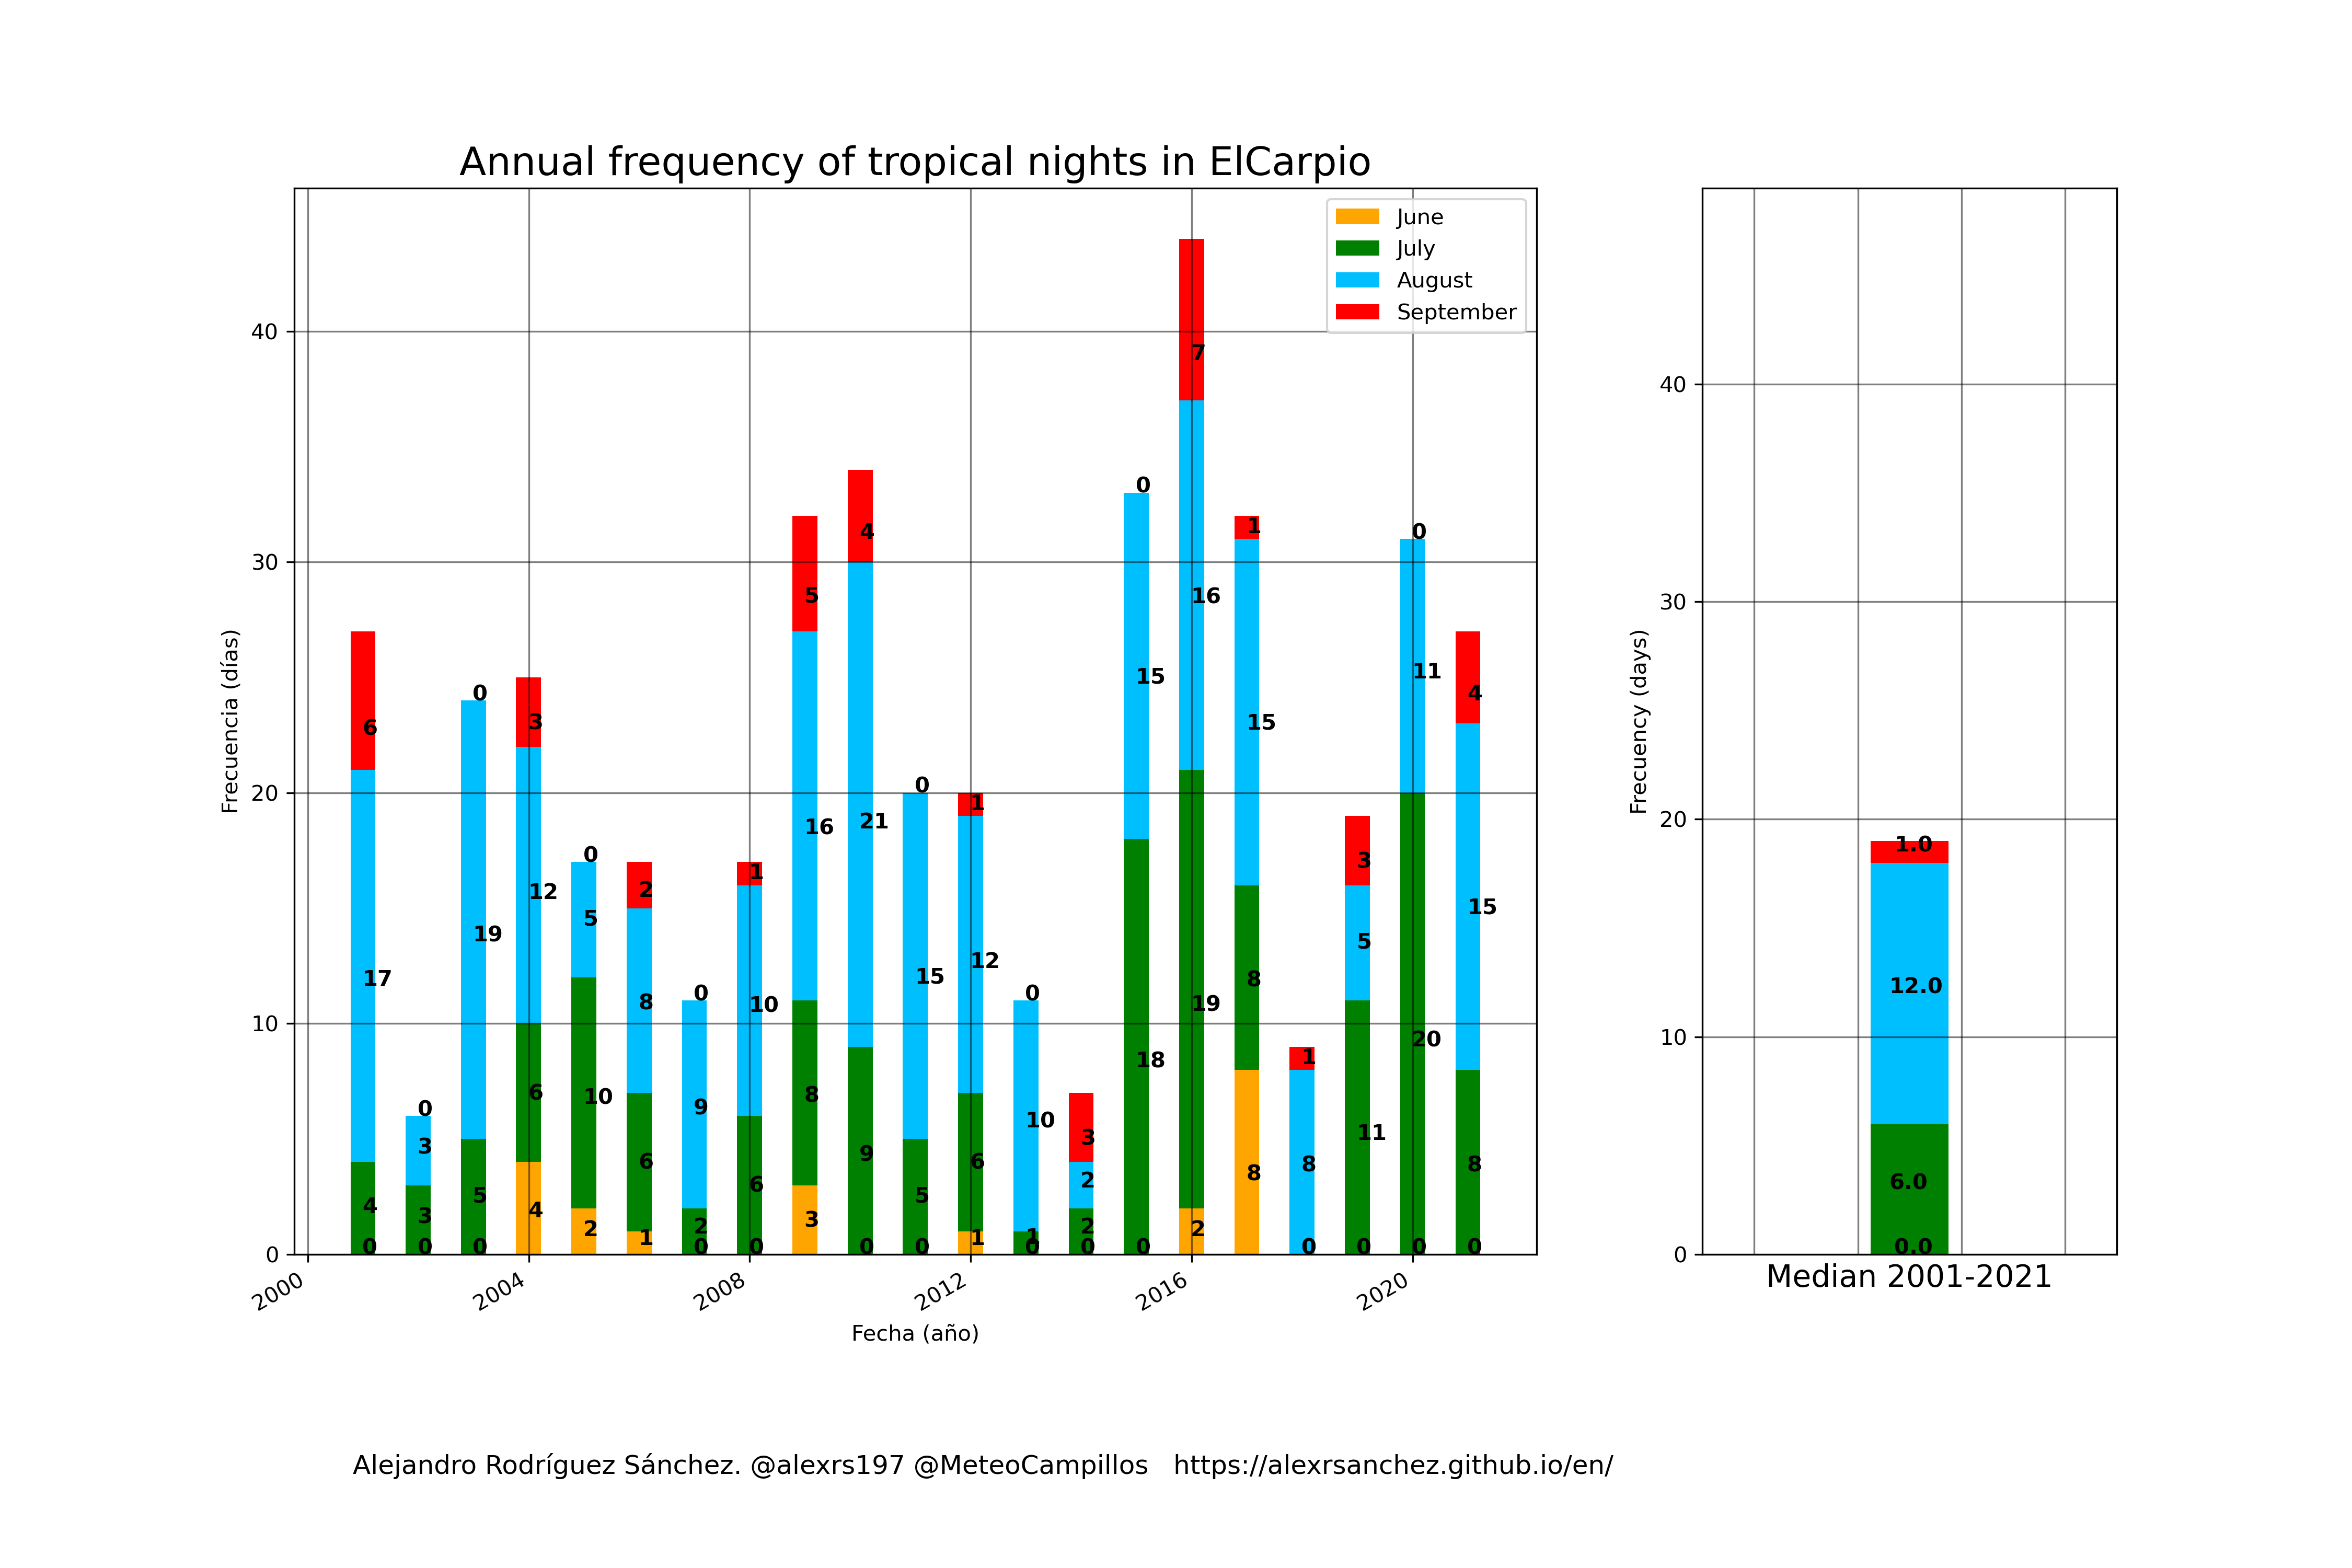 Annual frequency of tropical nights in ElCarpio
June
July
August
September
Frecuencia (días)
40
30
20
10
0
6 17 4 0
0 3 3 0
0 19 5 0
3 12 6 4
0 5 10 2
2 8 6 1
0 9 2 0
1 10 6 0
5 16 8 3
4 21 9 0
0 15 5 0
1 12 6 1
0 10 1 0
3 2 2 0
0 15 18 0
7 16 19 2
1 15 8 8
1 8 0
3 5 11 0
0 11 20 0
4 15 8 0
2000 2004 2008 2012 2016 2020
Fecha (año)
Frecuency (days)
40
30
20
10
0
1.0
12.0
6.0
0.0
Median 2001-2021
Alejandro Rodríguez Sánchez. @alexrs197 @MeteoCampillos https://alexrsanchez.github.io/en/